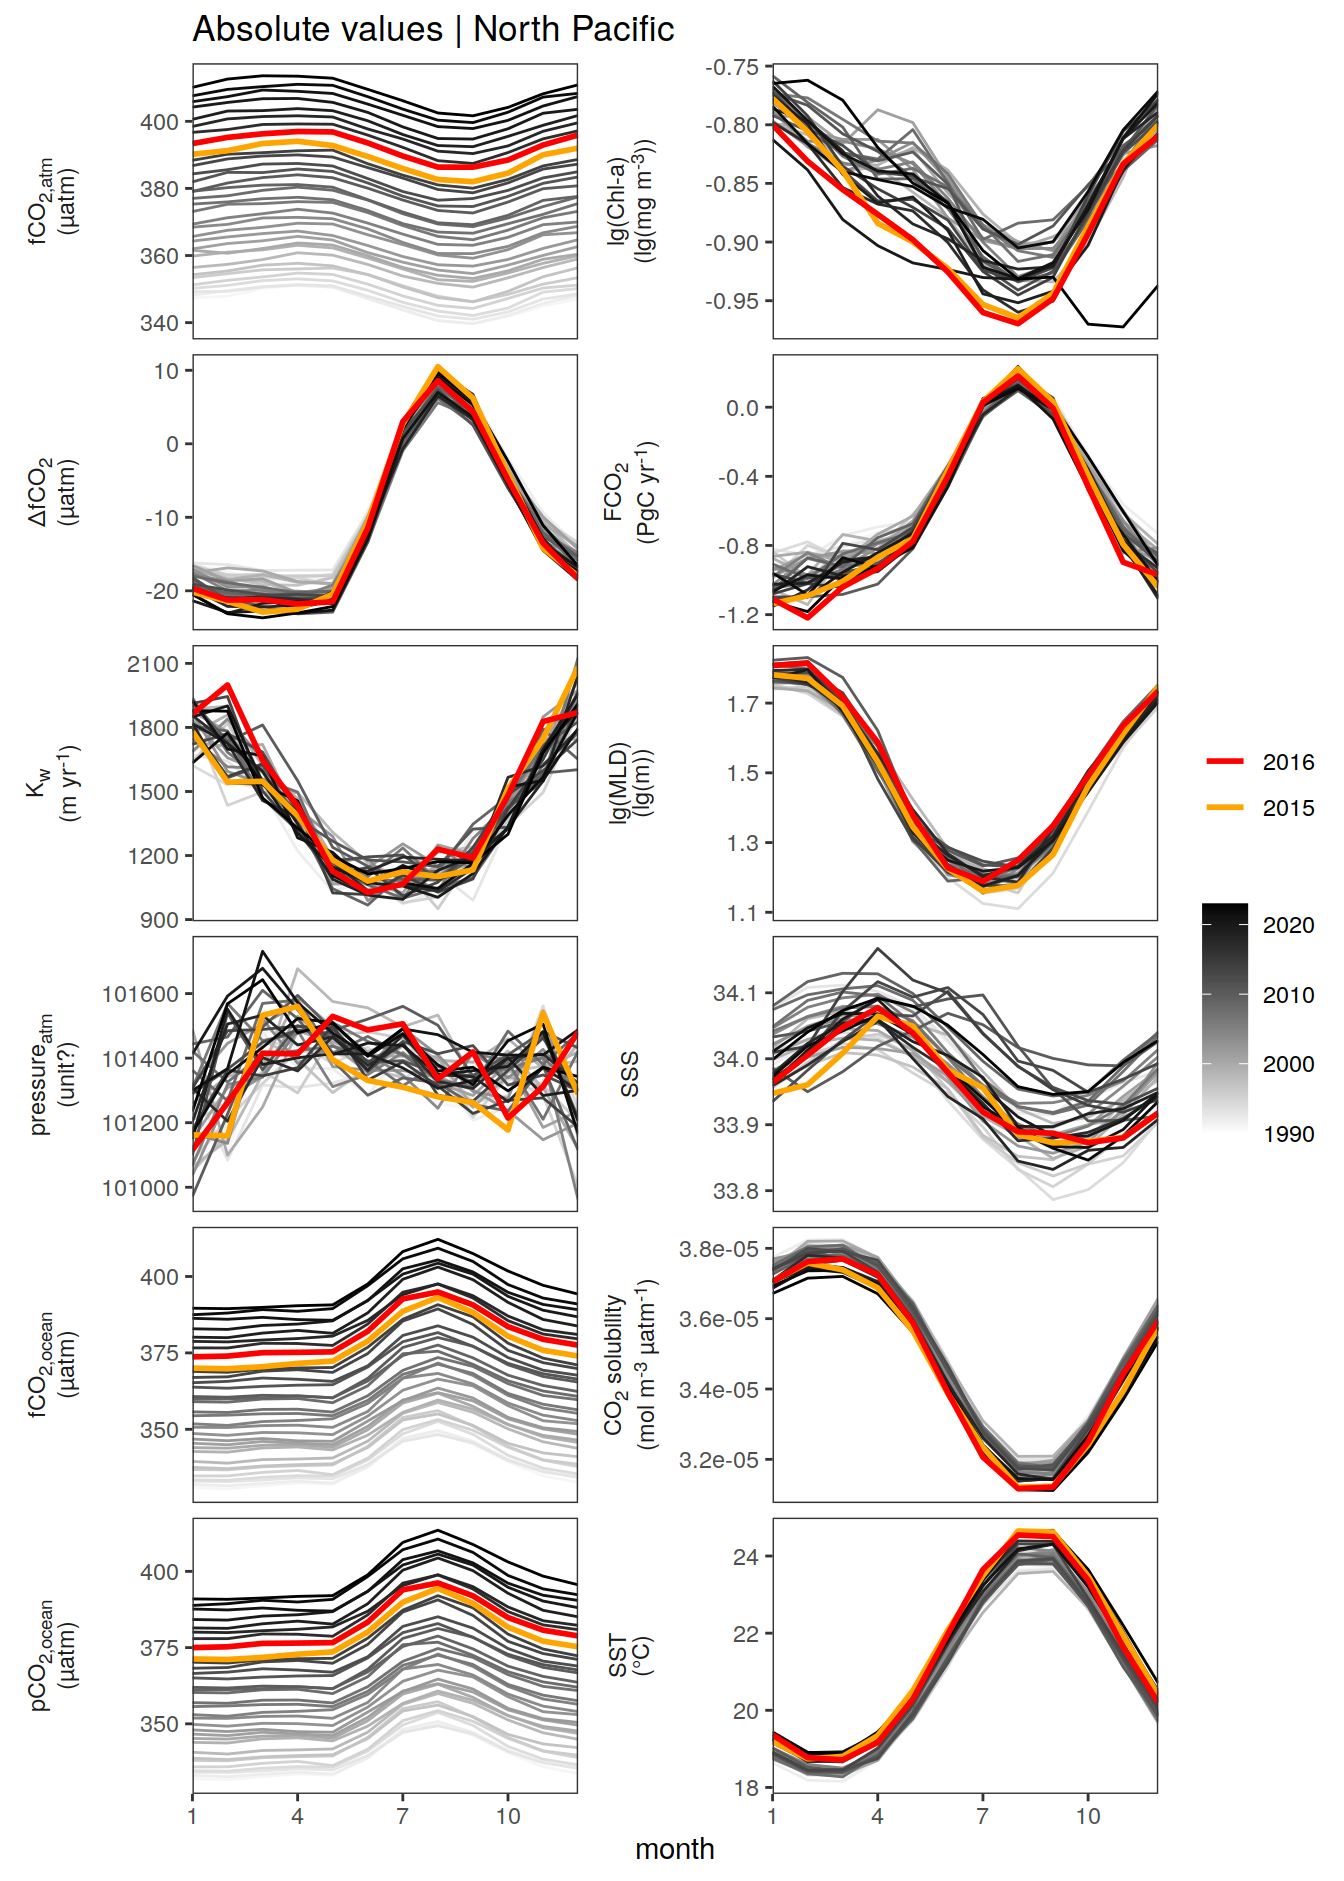 Absolute values | North Pacific
fCO2,atm
(µatm)
400
380
360
340
lg(Chl-a)
(lg(mg m-3))
-0.75
-0.80
-0.85
-0.90
-0.95
ΔfCO2
(µatm)
10
0
-10
-20
FCO2
(PgC yr-1)
0.0
-0.4
-0.8
-1.2
Kw
(m yr-1)
2100
1800
1500
1200
900
lg(MLD)
(lg(m))
1.7
1.5
1.3
1.1
2016
2015
pressureatm
(unit?)
101600
101400
101200
101000
SSS
34.1
34.0
33.9
33.8
2020
2010
2000
1990
fCO2,ocean
(µatm)
400
375
350
CO2 solubility
(mol m-3 µatm-1)
3.8e-05
3.6e-05
3.4e-05
3.2e-05
pCO2,ocean
(µatm)
400
375
350
SST
(°C)
24
22
20
18
1 4 7 10
1 4 7 10
month